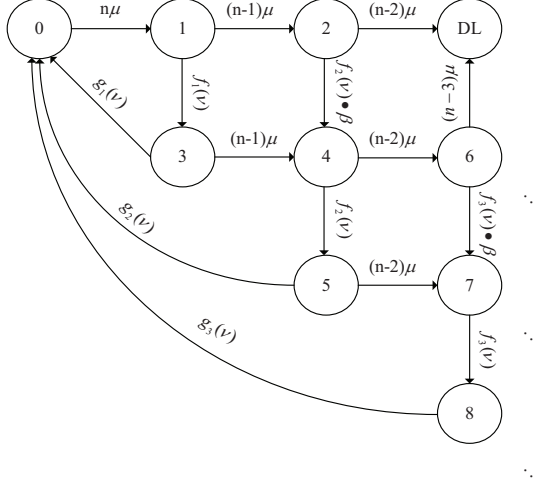 nμ (n-1)μ (n-2)μ
0 1 2 DL
g₁(ν) f₁(ν) f₂(ν)•β (n−3)μ
(n-1)μ (n-2)μ
3 4 6
g₂(ν) f₂(ν) f₃(ν)•β
(n-2)μ
5 7
g₃(ν) f₃(ν)
8